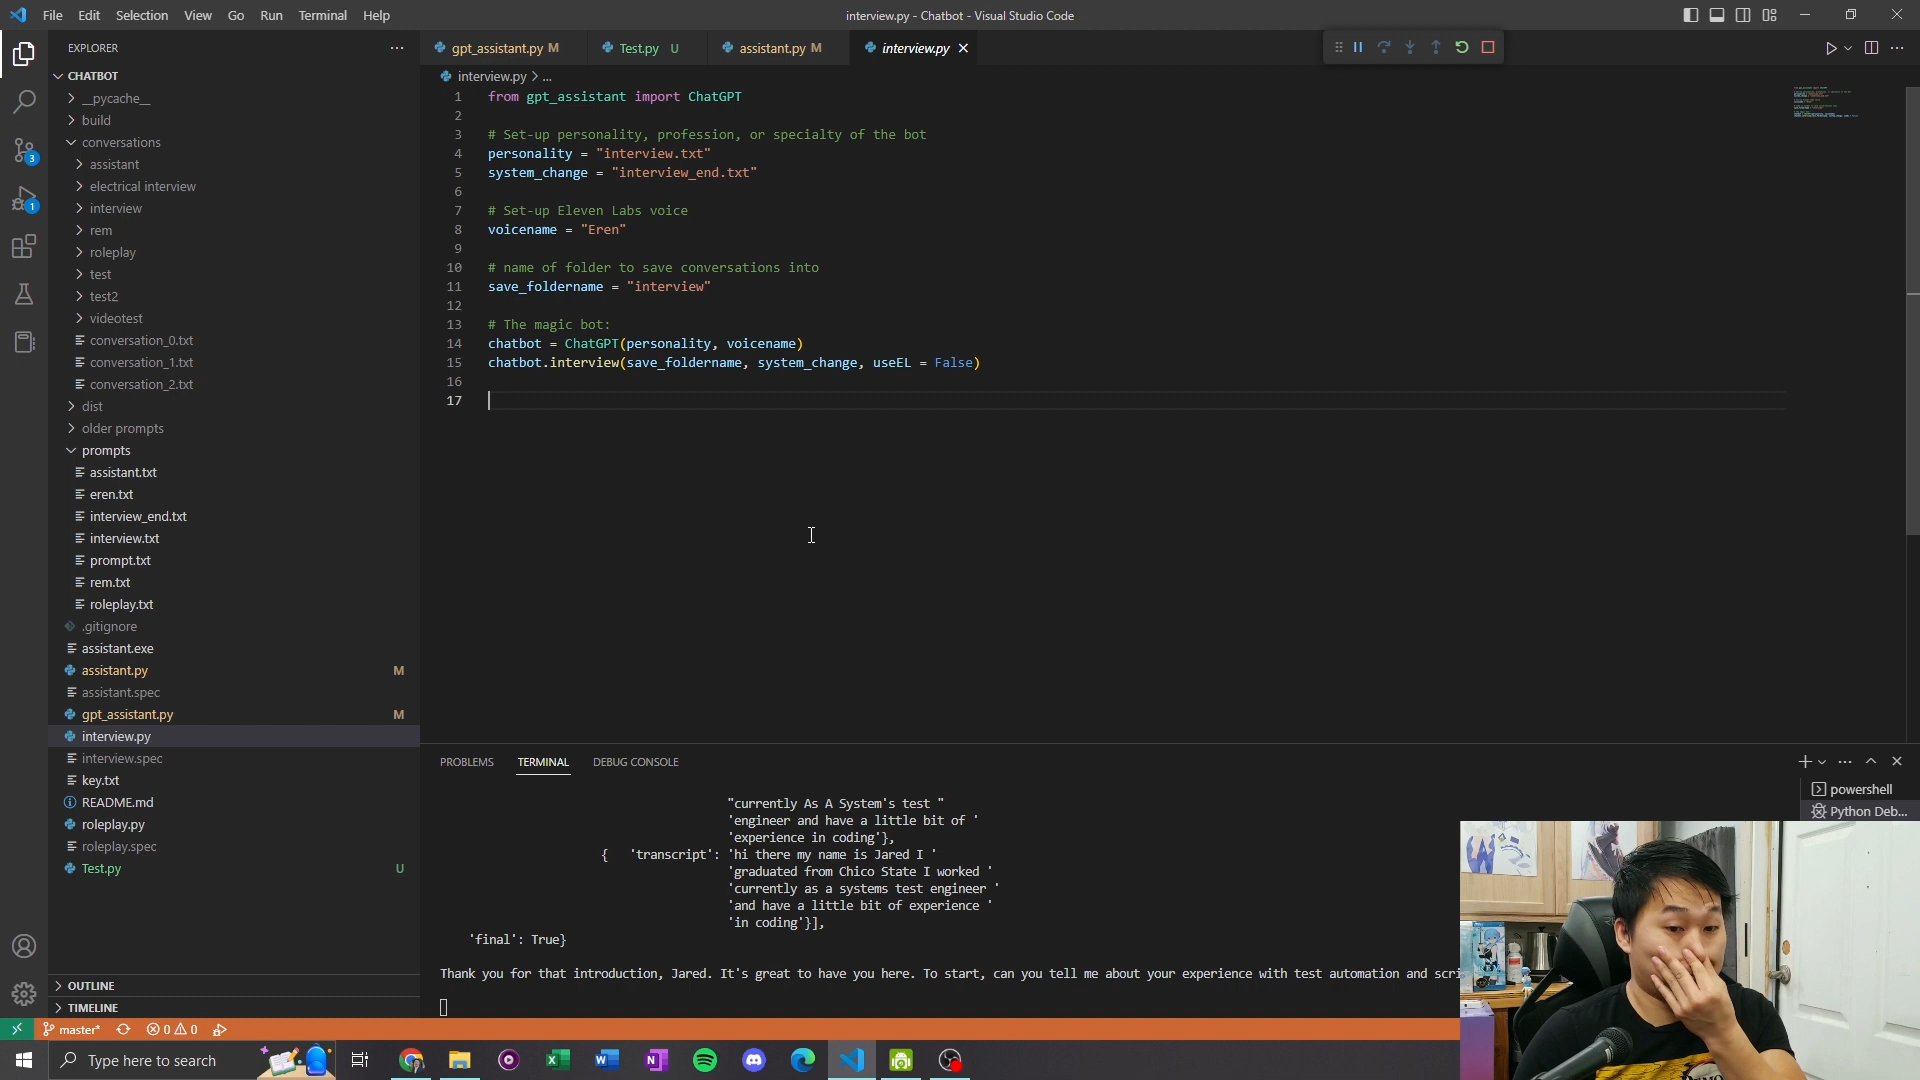 File Edit Selection View Go Run Terminal Help
interview.py - Chatbot - Visual Studio Code
EXPLORER
gpt_assistant.py M
Test.py U
assistant.py M
interview.py
CHATBOT
interview.py > ...
__pycache__
build
conversations
assistant
electrical interview
interview
rem
roleplay
test
test2
videotest
conversation_0.txt
conversation_1.txt
conversation_2.txt
dist
older prompts
prompts
assistant.txt
eren.txt
interview_end.txt
interview.txt
prompt.txt
rem.txt
roleplay.txt
.gitignore
assistant.exe
assistant.py M
assistant.spec
gpt_assistant.py M
interview.py
interview.spec
key.txt
README.md
roleplay.py
roleplay.spec
Test.py U
OUTLINE
TIMELINE
3
1
1 from gpt_assistant import ChatGPT
2
3 # Set-up personality, profession, or specialty of the bot
4 personality = "interview.txt"
5 system_change = "interview_end.txt"
6
7 # Set-up Eleven Labs voice
8 voicename = "Eren"
9
10 # name of folder to save conversations into
11 save_foldername = "interview"
12
13 # The magic bot:
14 chatbot = ChatGPT(personality, voicename)
15 chatbot.interview(save_foldername, system_change, useEL = False)
16
17
PROBLEMS TERMINAL DEBUG CONSOLE
powershell
Python Deb...
"currently As A System's test "
'engineer and have a little bit of '
'experience in coding'},
{ 'transcript': 'hi there my name is Jared I '
'graduated from Chico State I worked '
'currently as a systems test engineer '
'and have a little bit of experience '
'in coding'}],
'final': True}
Thank you for that introduction, Jared. It's great to have you here. To start, can you tell me about your experience with test automation and scri
master* 0 0
Type here to search